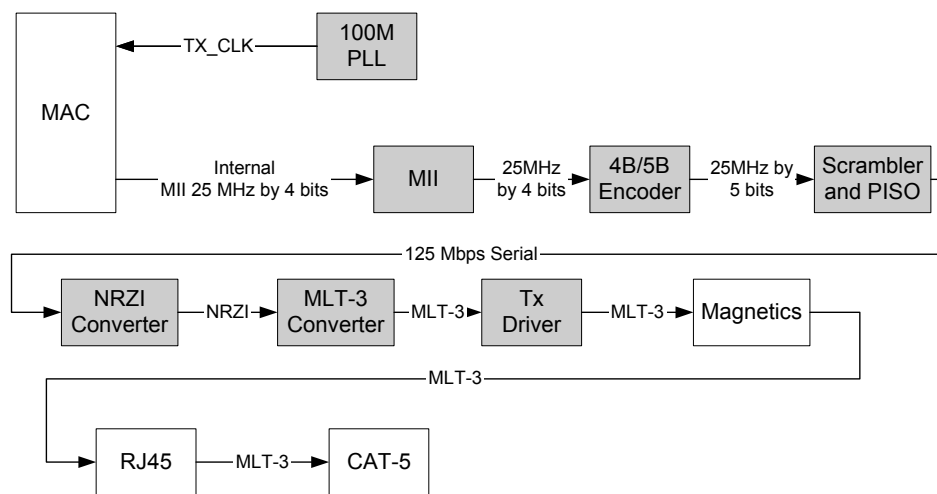 100M
PLL
TX_CLK
MAC
Internal
MII 25 MHz by 4 bits
MII
25MHz
by 4 bits
4B/5B
Encoder
25MHz by
5 bits
Scrambler
and PISO
125 Mbps Serial
NRZI
Converter
NRZI
MLT-3
Converter
MLT-3
Tx
Driver
MLT-3
Magnetics
MLT-3
RJ45
MLT-3
CAT-5